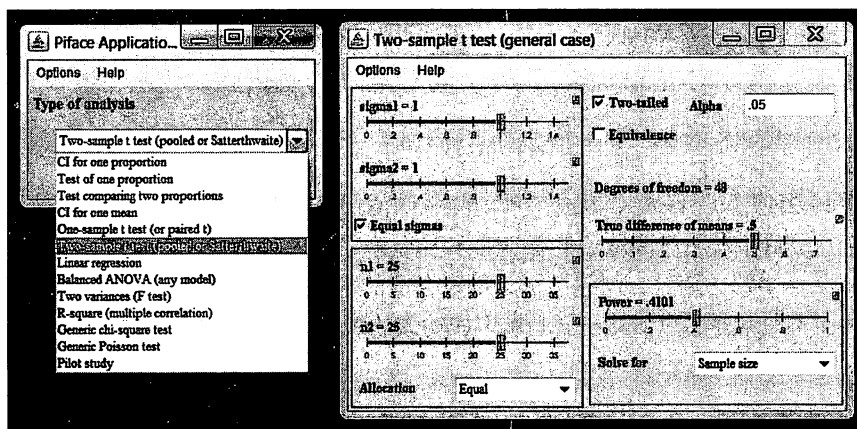 Piface Applicatio...
Options Help
Type of analysis
Two-sample t test (pooled or Satterthwaite)
CI for one proportion
Test of one proportion
Test comparing two proportions
CI for one mean
One-sample t test (or paired t)
Two-sample t test (pooled or Satterthwaite)
Linear regression
Balanced ANOVA (any model)
Two variances (F test)
R-square (multiple correlation)
Generic chi-square test
Generic Poisson test
Pilot study
Two-sample t test (general case)
Options Help
sigma1 = 1
0 .2 .4 .6 .8 1 1.2 1.4
sigma2 = 1
0 .2 .4 .6 .8 1 1.2 1.4
Equal sigmas
n1 = 25
0 5 10 15 20 25 30 35
n2 = 25
0 5 10 15 20 25 30 35
Allocation Equal
Two-tailed Alpha .05
Equivalence
Degrees of freedom = 48
True difference of means = .5
0 .1 .2 .3 .4 .5 .6 .7
Power = .4101
0 .2 .4 .6 .8 1
Solve for Sample size